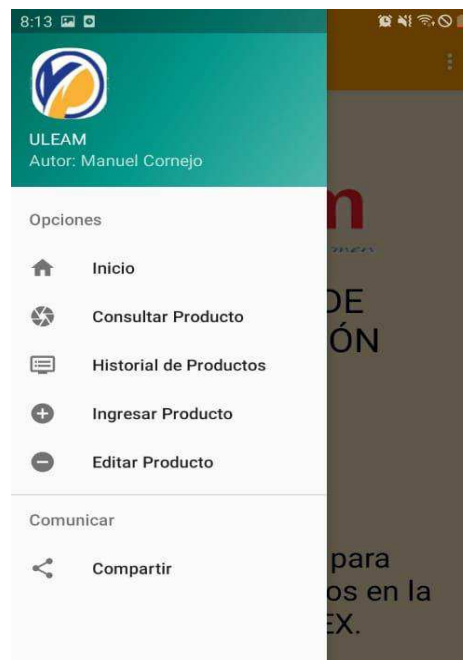 8:13
ULEAM
Autor: Manuel Cornejo
Opciones
Inicio
Consultar Producto
Historial de Productos
Ingresar Producto
Editar Producto
Comunicar
Compartir
m
DE
ÓN
para
os en la
EX.